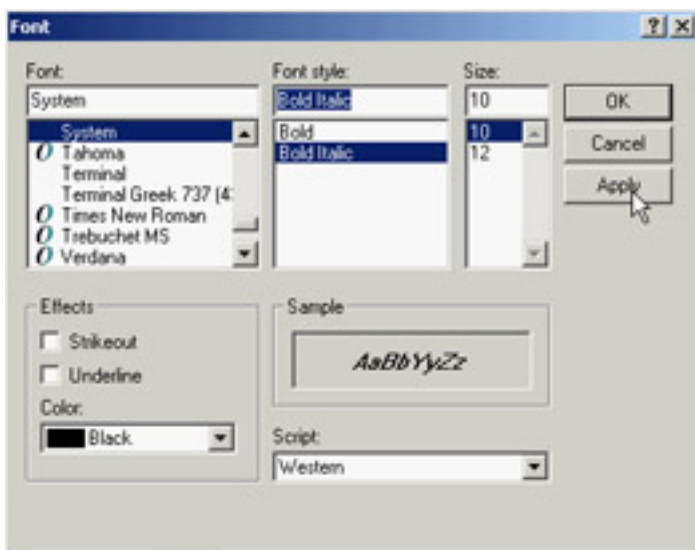 Font
Font:
System
System
Tahoma
Terminal
Terminal Greek 737 (4
Times New Roman
Trebuchet MS
Verdana
Font style:
Bold Italic
Bold
Bold Italic
Size:
10
10
12
OK
Cancel
Apply
Effects
Strikeout
Underline
Color:
Black
Sample
AaBbYyZz
Script:
Western